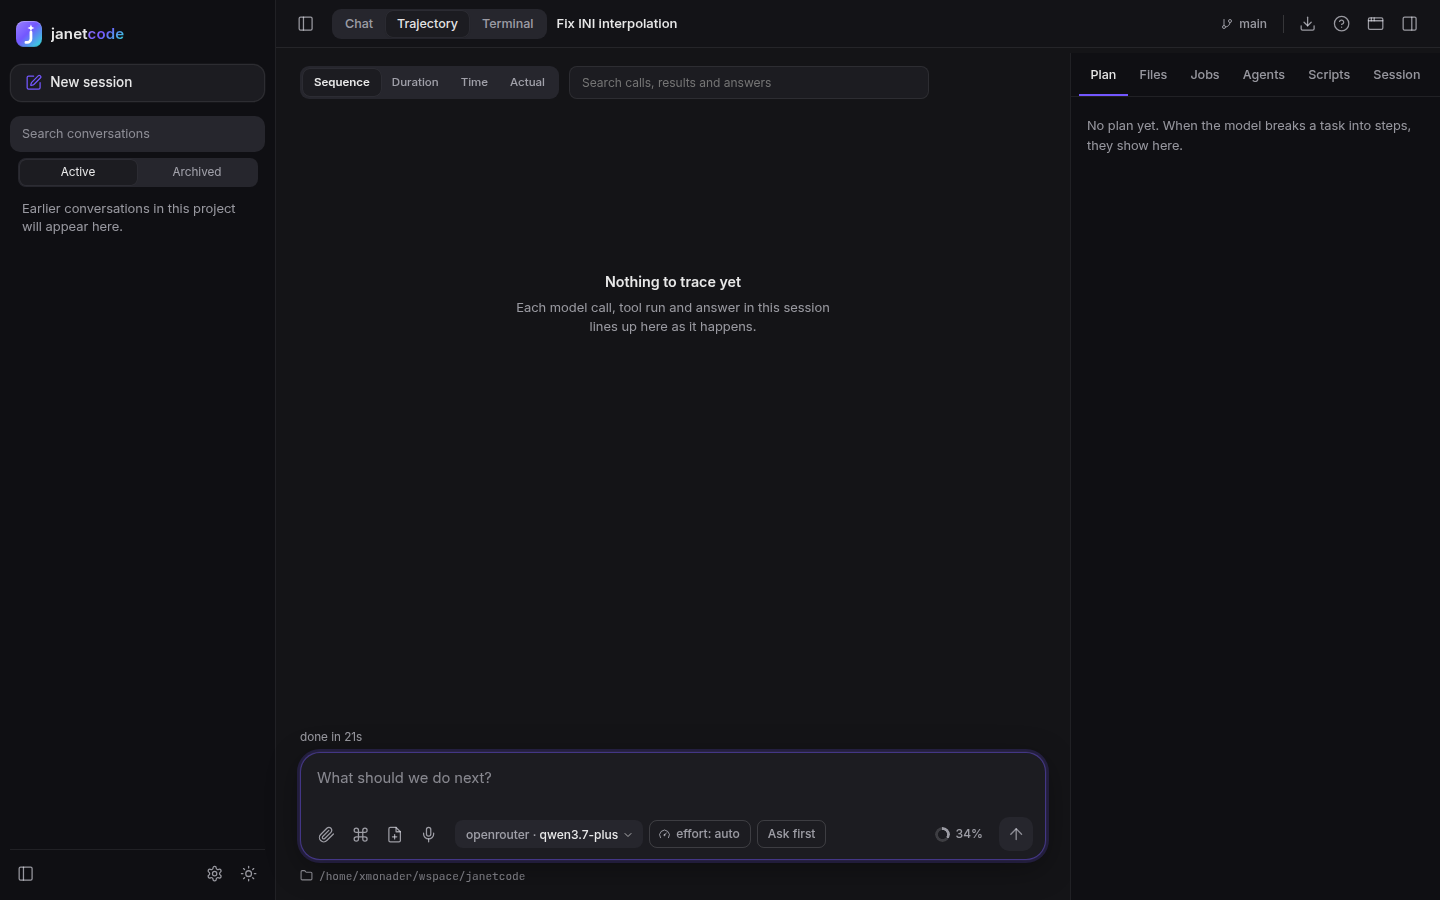 janetcode
New session
Search conversations
Active
Archived
Earlier conversations in this project
will appear here.
Chat
Trajectory
Terminal
Fix INI interpolation
main
Sequence
Duration
Time
Actual
Search calls, results and answers
Nothing to trace yet
Each model call, tool run and answer in this session
lines up here as it happens.
done in 21s
What should we do next?
openrouter · qwen3.7-plus
effort: auto
Ask first
34%
/home/xmonader/wspace/janetcode
Plan
Files
Jobs
Agents
Scripts
Session
No plan yet. When the model breaks a task into steps,
they show here.